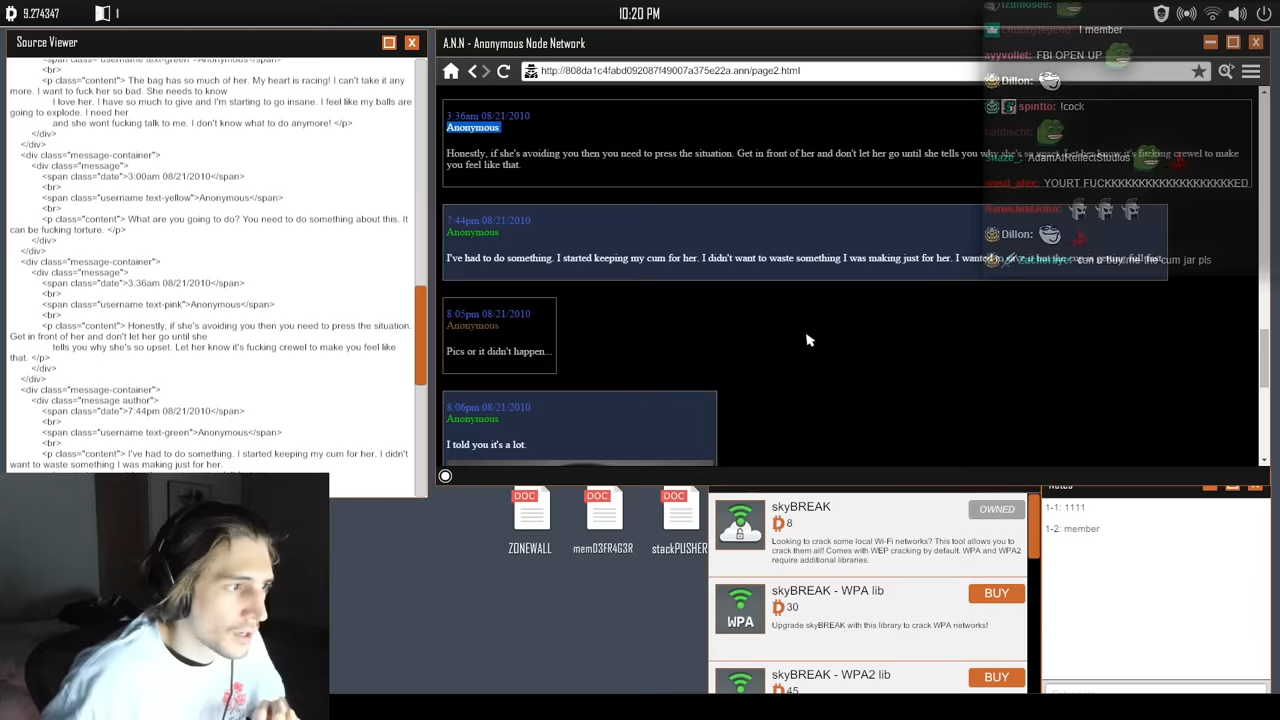 9.274347
1
10:20 PM
Source Viewer
<br>
<p class="content"> The bag has so much of her. My heart is racing! I can't take it any
more. I want to fuck her so bad. She needs to know
I love her. I have so much to give and I'm starting to go insane. I feel like my balls are
going to explode. I need her
and she wont fucking talk to me. I don't know what to do anymore! </p>
</div>
</div>
<div class="message-container">
<div class="message">
<span class="date">3:00am 08/21/2010</span>
<br>
<span class="username text-yellow">Anonymous</span>
<br>
<p class="content"> What are you going to do? You need to do something about this. It
can be fucking torture. </p>
</div>
</div>
<div class="message-container">
<div class="message">
<span class="date">3:36am 08/21/2010</span>
<br>
<span class="username text-pink">Anonymous</span>
<br>
<p class="content"> Honestly, if she's avoiding you then you need to press the situation.
Get in front of her and don't let her go until she
tells you why she's so upset. Let her know it's fucking crewel to make you feel like
that. </p>
</div>
</div>
<div class="message-container">
<div class="message author">
<span class="date">7:44pm 08/21/2010</span>
<br>
<span class="username text-green">Anonymous</span>
<br>
<p class="content"> I've had to do something. I started keeping my cum for her. I didn't
want to waste something I was making just for her.
A.N.N - Anonymous Node Network
http://808da1c4fabd092087f49007a375e22a.ann/page2.html
3:36am 08/21/2010
Anonymous
Honestly, if she's avoiding you then you need to press the situation. Get in front of her and don't let her go until she tells you why she's so upset. Let her know it's fucking crewel to make
you feel like that.
7:44pm 08/21/2010
Anonymous
I've had to do something. I started keeping my cum for her. I didn't want to waste something I was making just for her. I wanted to
8:05pm 08/21/2010
Anonymous
Pics or it didn't happen...
8:06pm 08/21/2010
Anonymous
I told you it's a lot.
I member
ayyvollet: FBI OPEN UP
Dillon:
spintto: !cock
AdamAtReflectStudios
YOURT FUCKKKKKKKKKKKKKKKKKKKKED
Dillon:
can u buy me the cum jar pls
DOC
ZONEWALL
DOC
memD3FR4G3R
DOC
stackPUSHER
skyBREAK
8
OWNED
Looking to crack some local Wi-Fi networks? This tool allows you to
crack them all! Comes with WEP cracking by default. WPA and WPA2
require additional libraries.
WPA
skyBREAK - WPA lib
30
BUY
Upgrade skyBREAK with this library to crack WPA networks!
skyBREAK - WPA2 lib
45
BUY
Notes
1-1: 1111
1-2: member